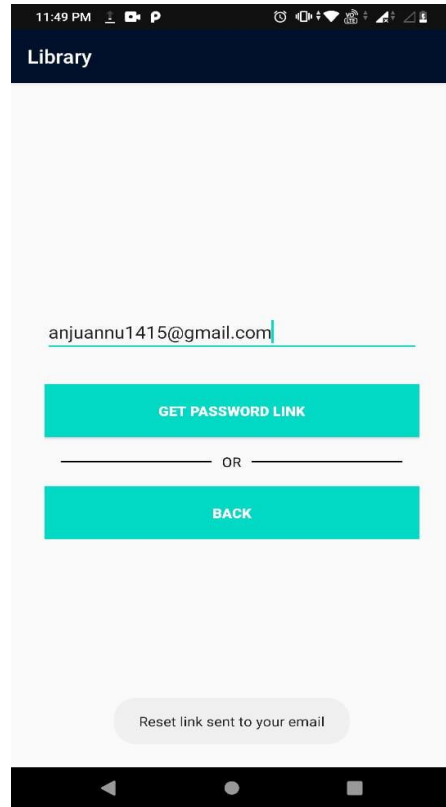 11:49 PM
Library
anjuannu1415@gmail.com
GET PASSWORD LINK
OR
BACK
Reset link sent to your email